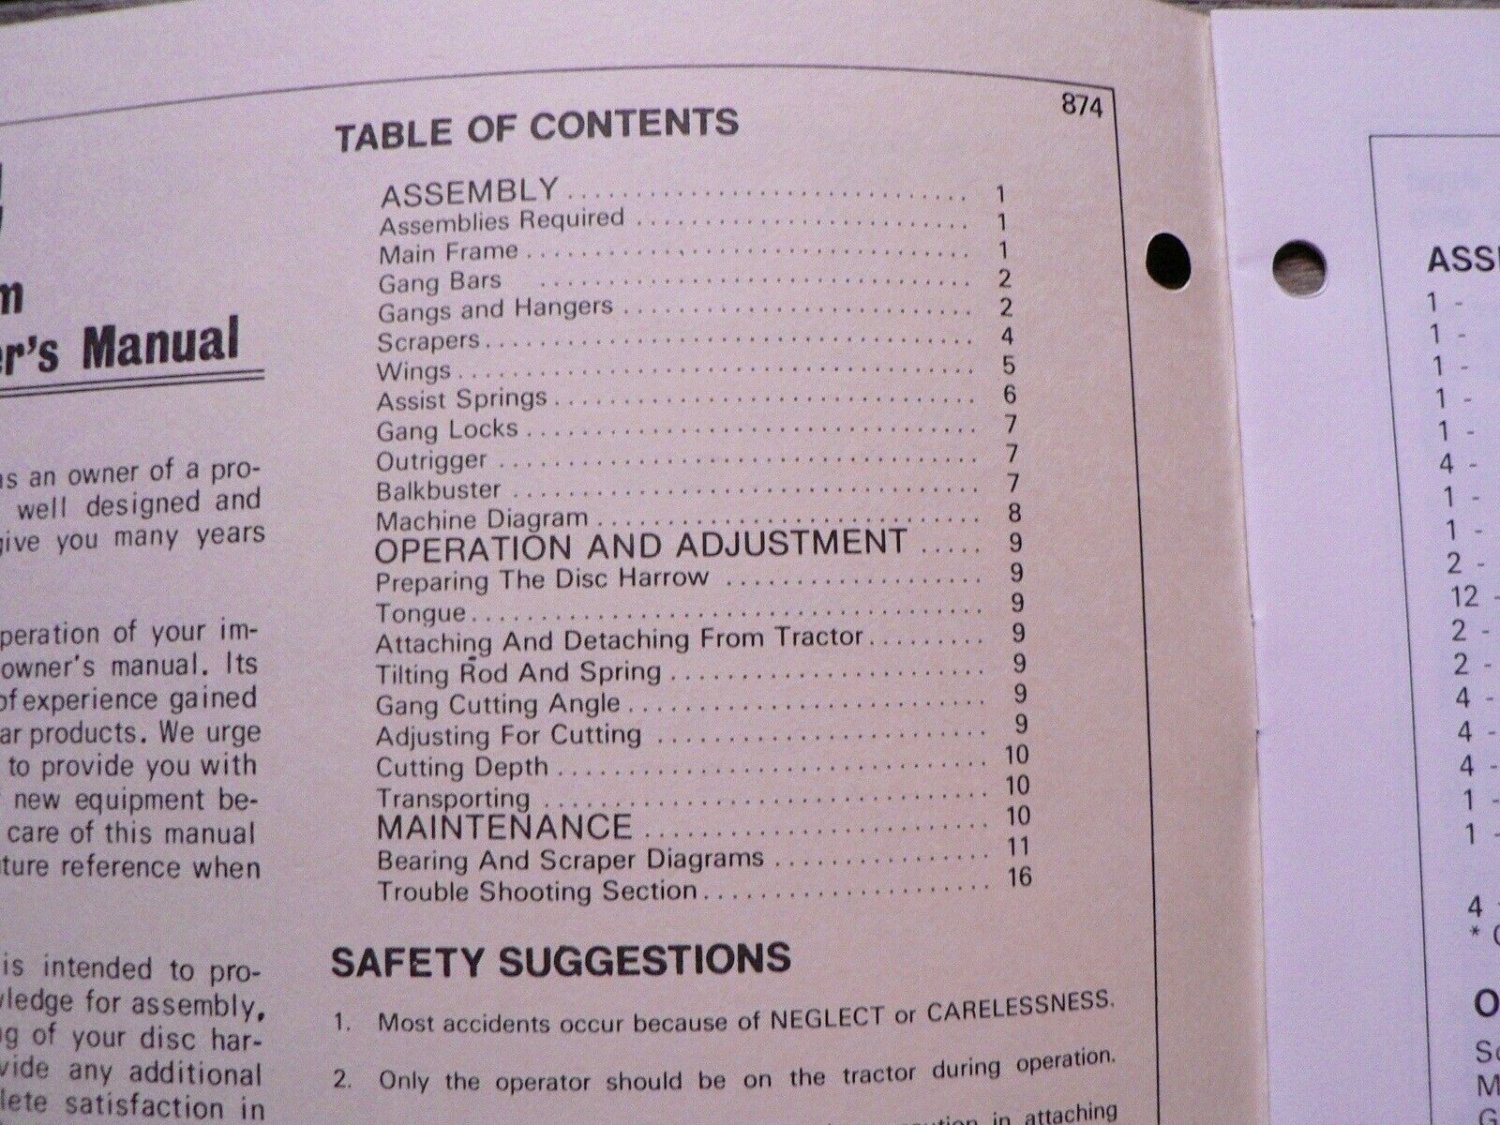 Manual
as an owner of a pro-
well designed and
give you many years
operation of your im-
owner's manual. Its
of experience gained
products. We urge
to provide you with
new equipment be-
care of this manual
reference when
is intended to pro-
for assembly,
of your disc har-
any additional
satisfaction in
874
TABLE OF CONTENTS
ASSEMBLY .............................. 1
Assemblies Required ......................... 1
Main Frame ................................. 1
Gang Bars ................................ 2
Gangs and Hangers .......................... 2
Scrapers.................................... 4
Wings...................................... 5
Assist Springs............................... 6
Gang Locks................................. 7
Outrigger ................................... 7
Balkbuster .................................. 7
Machine Diagram............................ 8
OPERATION AND ADJUSTMENT ..... 9
Preparing The Disc Harrow ................... 9
Tongue..................................... 9
Attaching And Detaching From Tractor......... 9
Tilting Rod And Spring ....................... 9
Gang Cutting Angle.......................... 9
Adjusting For Cutting ........................ 9
Cutting Depth............................... 10
Transporting ................................ 10
MAINTENANCE ......................... 10
Bearing And Scraper Diagrams ................ 11
Trouble Shooting Section..................... 16
SAFETY SUGGESTIONS
1. Most accidents occur because of NEGLECT or CARELESSNESS.
2. Only the operator should be on the tractor during operation.
in attaching
1 -
1 -
1 -
1 -
1 -
4 -
1 -
1 -
2 -
12 -
2 -
2 -
4 -
4 -
4 -
1 -
1 -
4
*